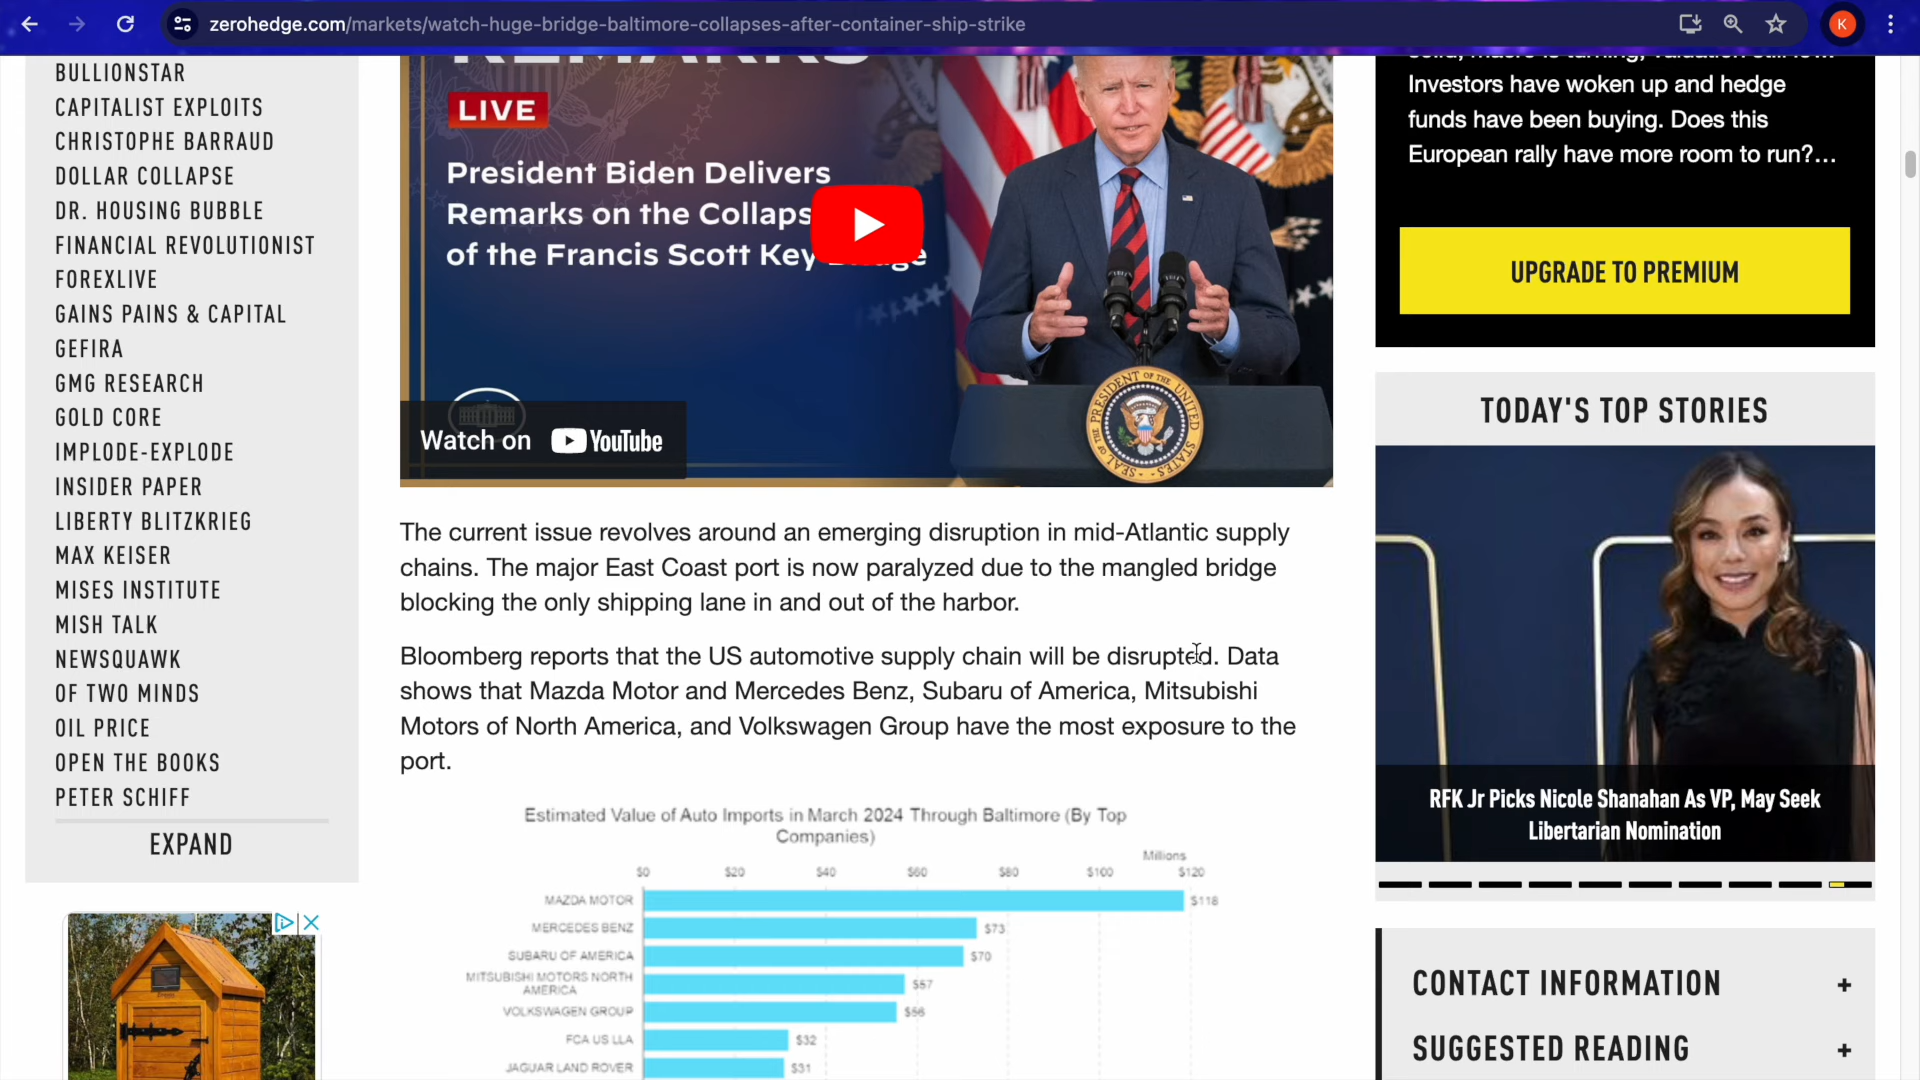 zerohedge.com/markets/watch-huge-bridge-baltimore-collapses-after-container-ship-strike
K
BULLIONSTAR
CAPITALIST EXPLOITS
CHRISTOPHE BARRAUD
DOLLAR COLLAPSE
DR. HOUSING BUBBLE
FINANCIAL REVOLUTIONIST
FOREXLIVE
GAINS PAINS & CAPITAL
GEFIRA
GMG RESEARCH
GOLD CORE
IMPLODE-EXPLODE
INSIDER PAPER
LIBERTY BLITZKRIEG
MAX KEISER
MISES INSTITUTE
MISH TALK
NEWSQUAWK
OF TWO MINDS
OIL PRICE
OPEN THE BOOKS
PETER SCHIFF
EXPAND
REMARKS
LIVE
President Biden Delivers
Remarks on the Collaps
of the Francis Scott Key
Watch on YouTube
PRESIDENT OF THE UNITED STATES
SEAL OF THE
The current issue revolves around an emerging disruption in mid-Atlantic supply
chains. The major East Coast port is now paralyzed due to the mangled bridge
blocking the only shipping lane in and out of the harbor.
Bloomberg reports that the US automotive supply chain will be disrupted. Data
shows that Mazda Motor and Mercedes Benz, Subaru of America, Mitsubishi
Motors of North America, and Volkswagen Group have the most exposure to the
port.
Estimated Value of Auto Imports in March 2024 Through Baltimore (By Top
Companies)
Millions
$0 $20 $40 $60 $80 $100 $120
MAZDA MOTOR $118
MERCEDES BENZ $73
SUBARU OF AMERICA $70
MITSUBISHI MOTORS NORTH
AMERICA $57
VOLKSWAGEN GROUP $56
FCA US LLA $32
JAGUAR LAND ROVER $31
Investors have woken up and hedge
funds have been buying. Does this
European rally have more room to run?…
UPGRADE TO PREMIUM
TODAY'S TOP STORIES
RFK Jr Picks Nicole Shanahan As VP, May Seek
Libertarian Nomination
CONTACT INFORMATION +
SUGGESTED READING +